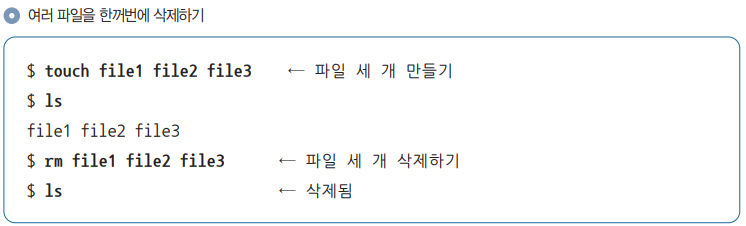 여러 파일을 한꺼번에 삭제하기
$ touch file1 file2 file3 ← 파일 세 개 만들기
$ ls
file1 file2 file3
$ rm file1 file2 file3 ← 파일 세 개 삭제하기
$ ls ← 삭제됨